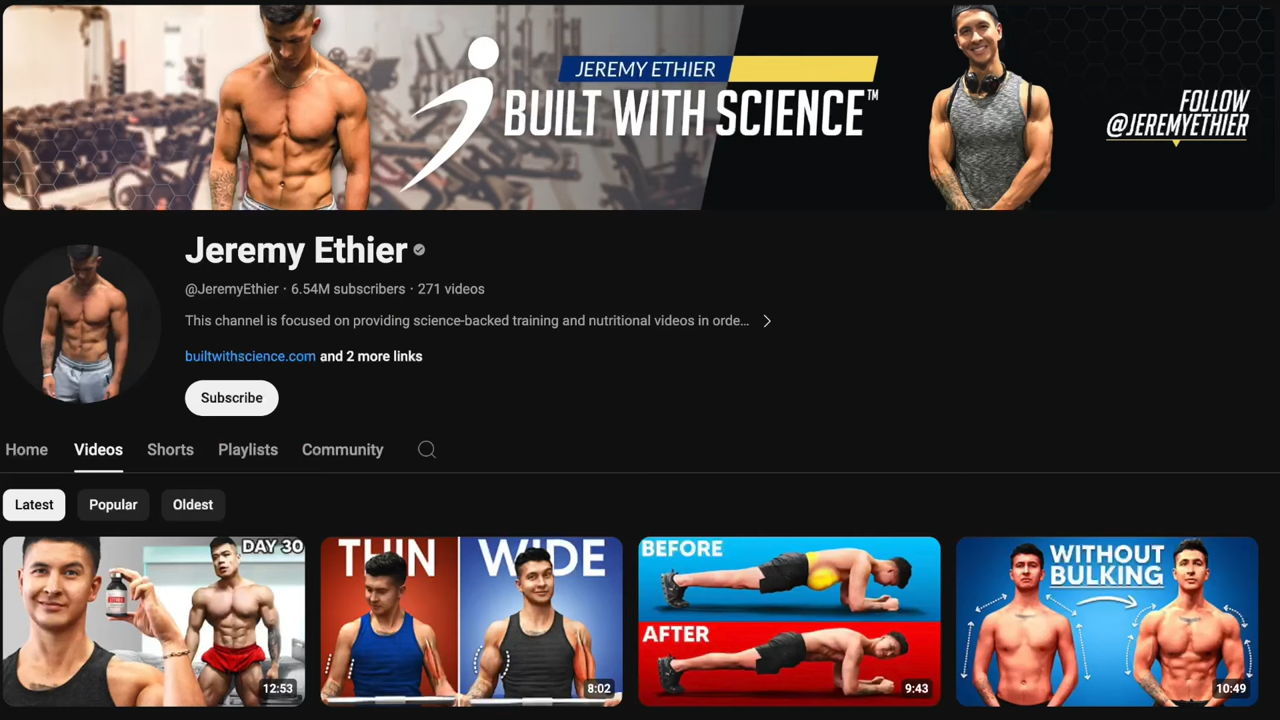 JEREMY ETHIER
BUILT WITH SCIENCE™
FOLLOW
@JEREMYETHIER
Jeremy Ethier
@JeremyEthier · 6.54M subscribers · 271 videos
This channel is focused on providing science-backed training and nutritional videos in orde...
builtwithscience.com and 2 more links
Subscribe
Home Videos Shorts Playlists Community
Latest Popular Oldest
DAY 30
12:53
THIN WIDE
8:02
BEFORE
AFTER
9:43
WITHOUT
BULKING
10:49